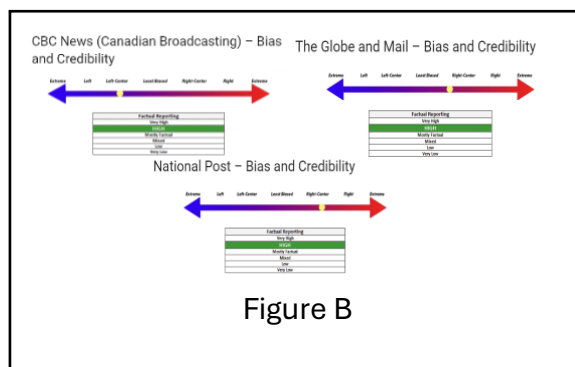 CBC News (Canadian Broadcasting) – Bias
and Credibility
Extreme Left Left-Center Least Biased Right-Center Right Extreme
Factual Reporting
Very High
HIGH
Mostly Factual
Mixed
Low
Very Low
The Globe and Mail – Bias and Credibility
Extreme Left Left-Center Least Biased Right-Center Right Extreme
Factual Reporting
Very High
HIGH
Mostly Factual
Mixed
Low
Very Low
National Post – Bias and Credibility
Extreme Left Left-Center Least Biased Right-Center Right Extreme
Factual Reporting
Very High
HIGH
Mostly Factual
Mixed
Low
Very Low
Figure B